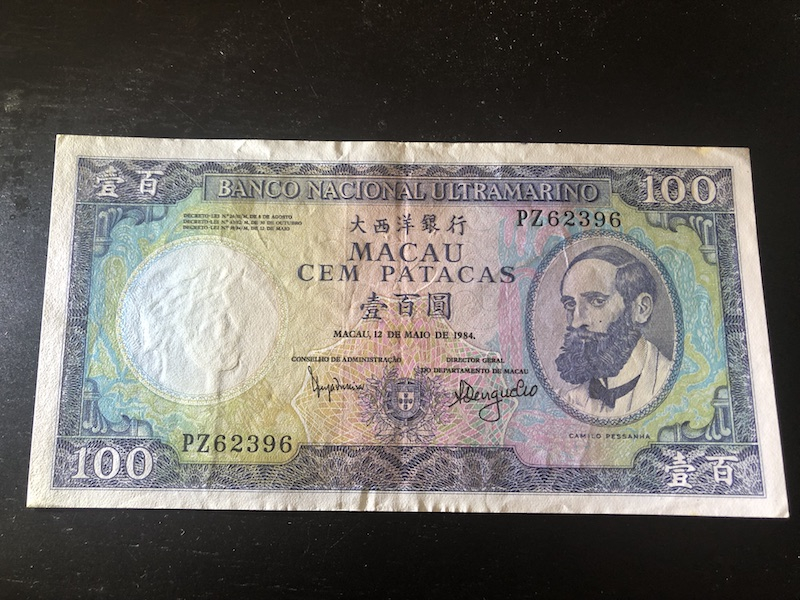 壹百
BANCO NACIONAL ULTRAMARINO
100
大西洋銀行
PZ62396
MACAU
CEM PATACAS
壹百圓
MACAU, 12 DE MAIO DE 1984.
CONSELHO DE ADMINISTRAÇÃO
DIRECTOR GERAL
DO DEPARTAMENTO DE MACAU
PZ62396
CAMILO PESSANHA
100
壹百